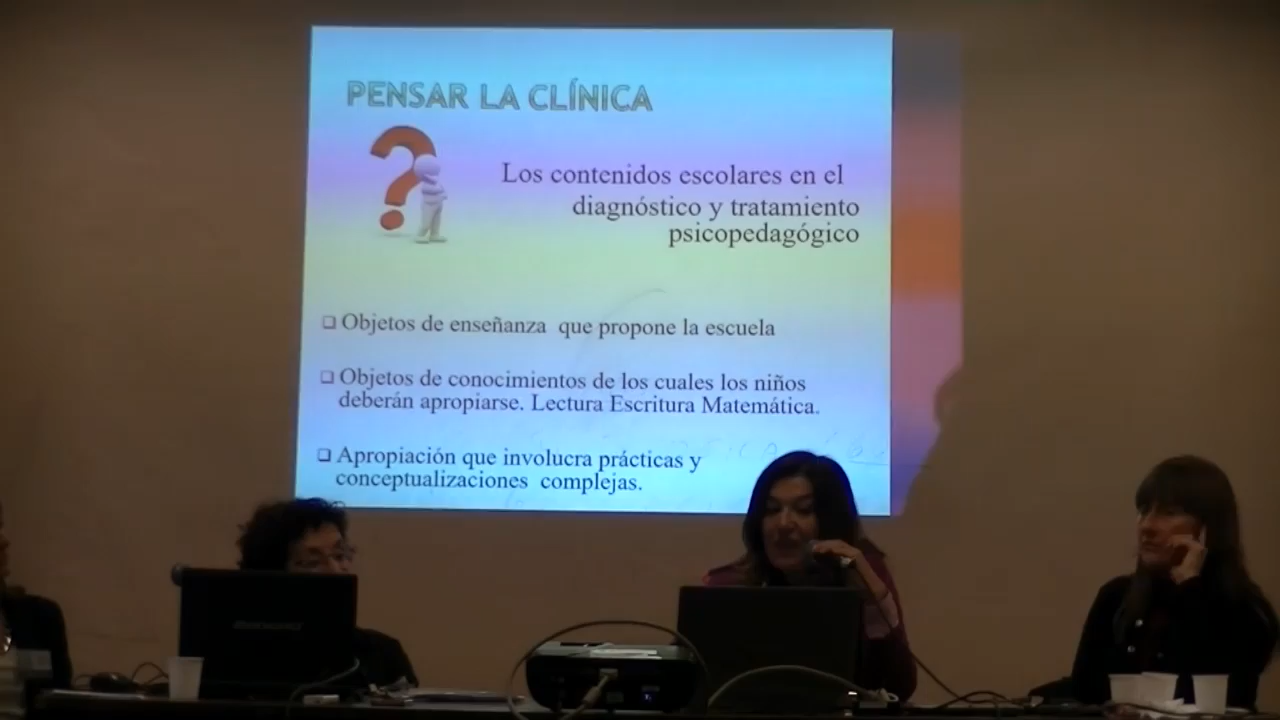 PENSAR LA CLÍNICA
Los contenidos escolares en el
diagnóstico y tratamiento
psicopedagógico
❑ Objetos de enseñanza que propone la escuela
❑ Objetos de conocimientos de los cuales los niños
deberán apropiarse. Lectura Escritura Matemática.
❑ Apropiación que involucra prácticas y
conceptualizaciones complejas.